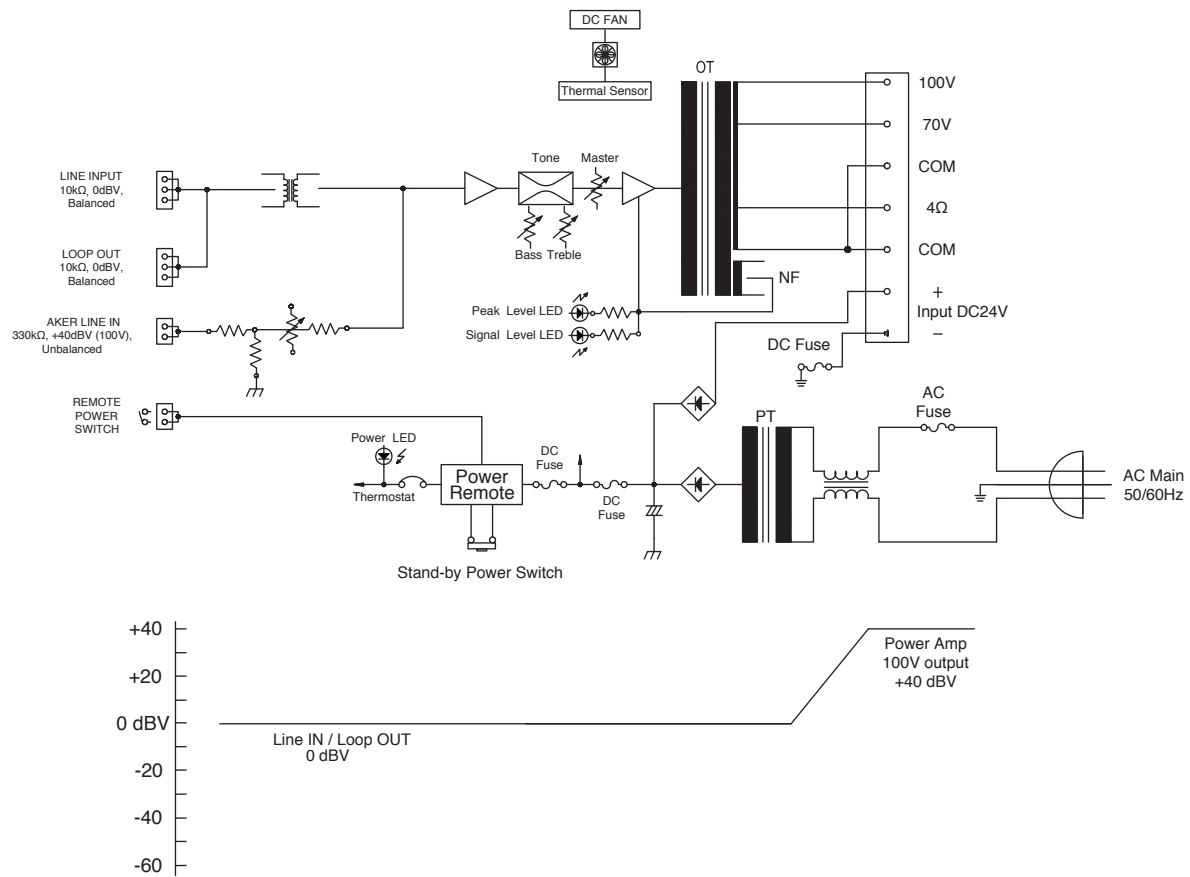 DC FAN
Thermal Sensor
OT
100V
70V
COM
4Ω
COM
+
Input DC24V
−
NF
LINE INPUT
10kΩ, 0dBV,
Balanced
Tone
Master
Bass Treble
LOOP OUT
10kΩ, 0dBV,
Balanced
Peak Level LED
Signal Level LED
AKER LINE IN
330kΩ, +40dBV (100V),
Unbalanced
DC Fuse
REMOTE
POWER
SWITCH
Power LED
Thermostat
Power
Remote
DC
Fuse
DC
Fuse
PT
AC
Fuse
AC Main
50/60Hz
Stand-by Power Switch
+40
+20
0 dBV
-20
-40
-60
Line IN / Loop OUT
0 dBV
Power Amp
100V output
+40 dBV